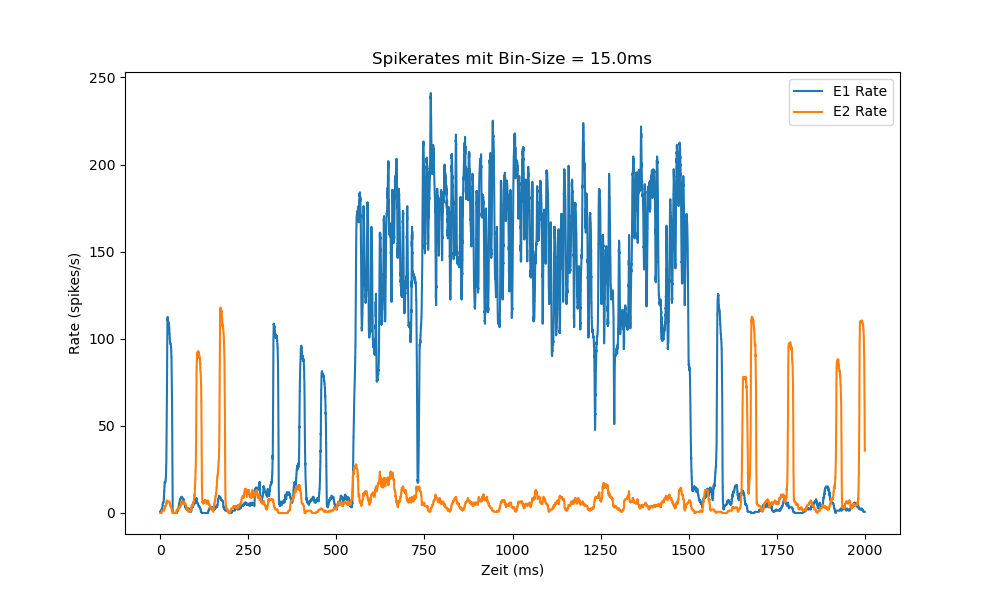 Spikerates mit Bin-Size = 15.0ms
E1 Rate
E2 Rate
Rate (spikes/s)
250
200
150
100
50
0
0 250 500 750 1000 1250 1500 1750 2000
Zeit (ms)